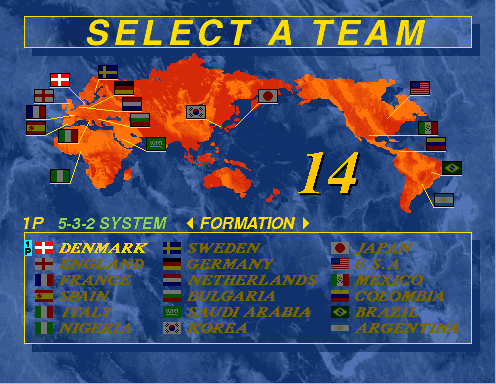 SELECT A TEAM
14
1P 5-3-2 SYSTEM FORMATION
1P DENMARK SWEDEN JAPAN
ENGLAND GERMANY U.S.A
FRANCE NETHERLANDS MEXICO
SPAIN BULGARIA COLOMBIA
ITALY SAUDI ARABIA BRAZIL
NIGERIA KOREA ARGENTINA